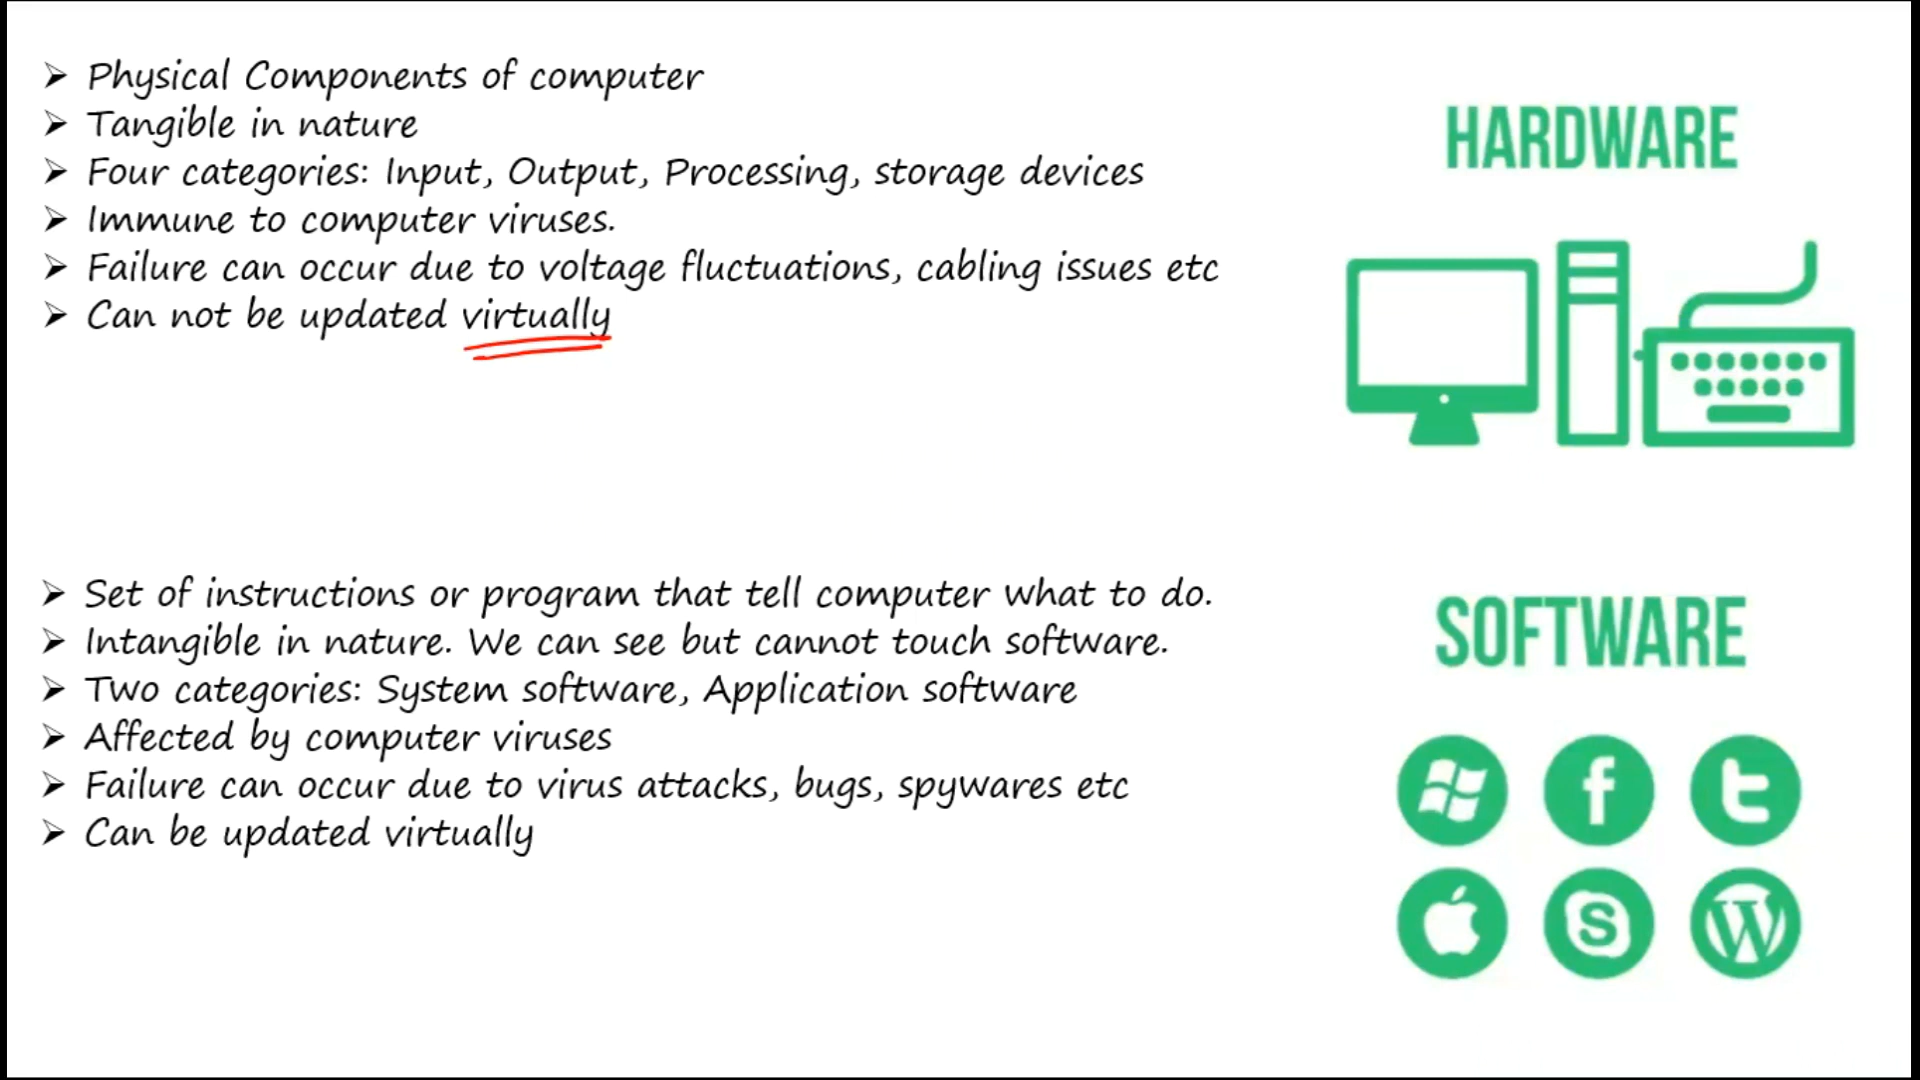 ➤ Physical Components of computer
➤ Tangible in nature
➤ Four categories: Input, Output, Processing, storage devices
➤ Immune to computer viruses.
➤ Failure can occur due to voltage fluctuations, cabling issues etc
➤ Can not be updated virtually
HARDWARE
➤ Set of instructions or program that tell computer what to do.
➤ Intangible in nature. We can see but cannot touch software.
➤ Two categories: System software, Application software
➤ Affected by computer viruses
➤ Failure can occur due to virus attacks, bugs, spywares etc
➤ Can be updated virtually
SOFTWARE
f t
S W